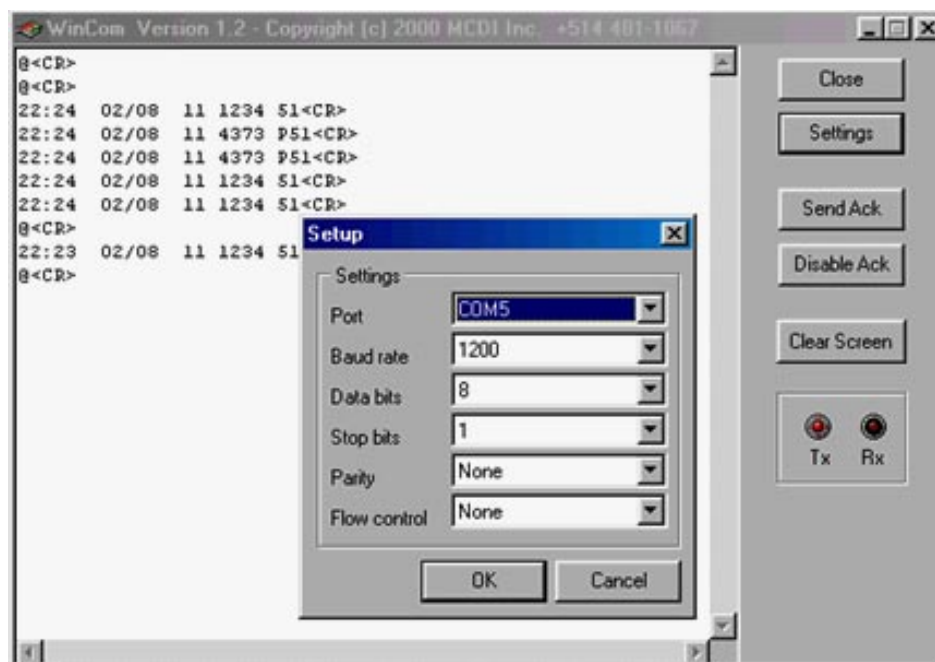 WinCom Version 1.2 - Copyright [c] 2000 MCDI Inc. +514 481-1067
@<CR>
@<CR>
22:24 02/08 11 1234 51<CR>
22:24 02/08 11 4373 P51<CR>
22:24 02/08 11 4373 P51<CR>
22:24 02/08 11 1234 51<CR>
22:24 02/08 11 1234 51<CR>
@<CR>
22:23 02/08 11 1234 51
@<CR>
Setup
Settings
Port COM5
Baud rate 1200
Data bits 8
Stop bits 1
Parity None
Flow control None
OK Cancel
Close
Settings
Send Ack
Disable Ack
Clear Screen
Tx Rx